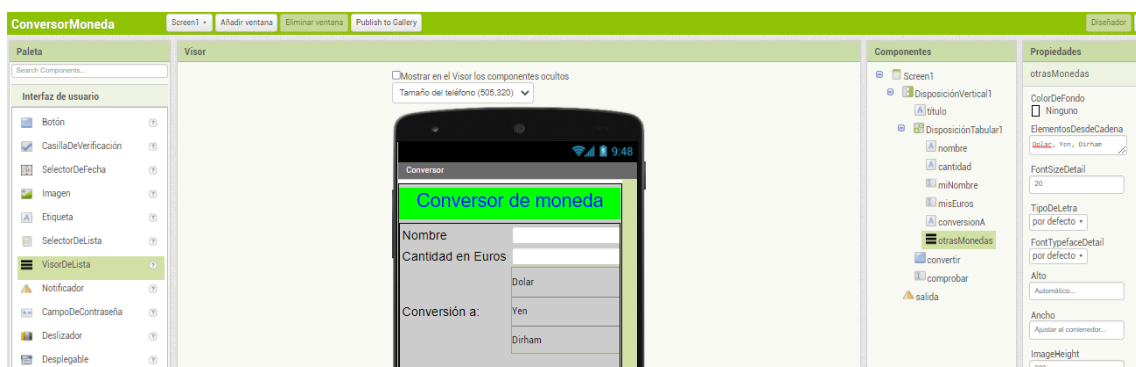 ConversorMoneda
Screen1
Añadir ventana
Eliminar ventana
Publish to Gallery
Diseñador
Paleta
Search Components...
Interfaz de usuario
Botón
CasillaDeVerificación
SelectorDeFecha
Imagen
Etiqueta
SelectorDeLista
VisorDeLista
Notificador
CampoDeContraseña
Deslizador
Desplegable
Visor
Mostrar en el Visor los componentes ocultos
Tamaño del teléfono (505,320)
9:48
Conversor
Conversor de moneda
Nombre
Cantidad en Euros
Conversión a:
Dolar
Yen
Dirham
Componentes
Screen1
DisposiciónVertical1
título
DisposiciónTabular1
nombre
cantidad
miNombre
misEuros
conversionA
otrasMonedas
convertir
comprobar
salida
Propiedades
otrasMonedas
ColorDeFondo
Ninguno
ElementosDesdeCadena
Dolar, Yen, Dirham
FontSizeDetail
20
TipoDeLetra
por defecto
FontTypefaceDetail
por defecto
Alto
Automático...
Ancho
Ajustar al contenedor...
ImageHeight